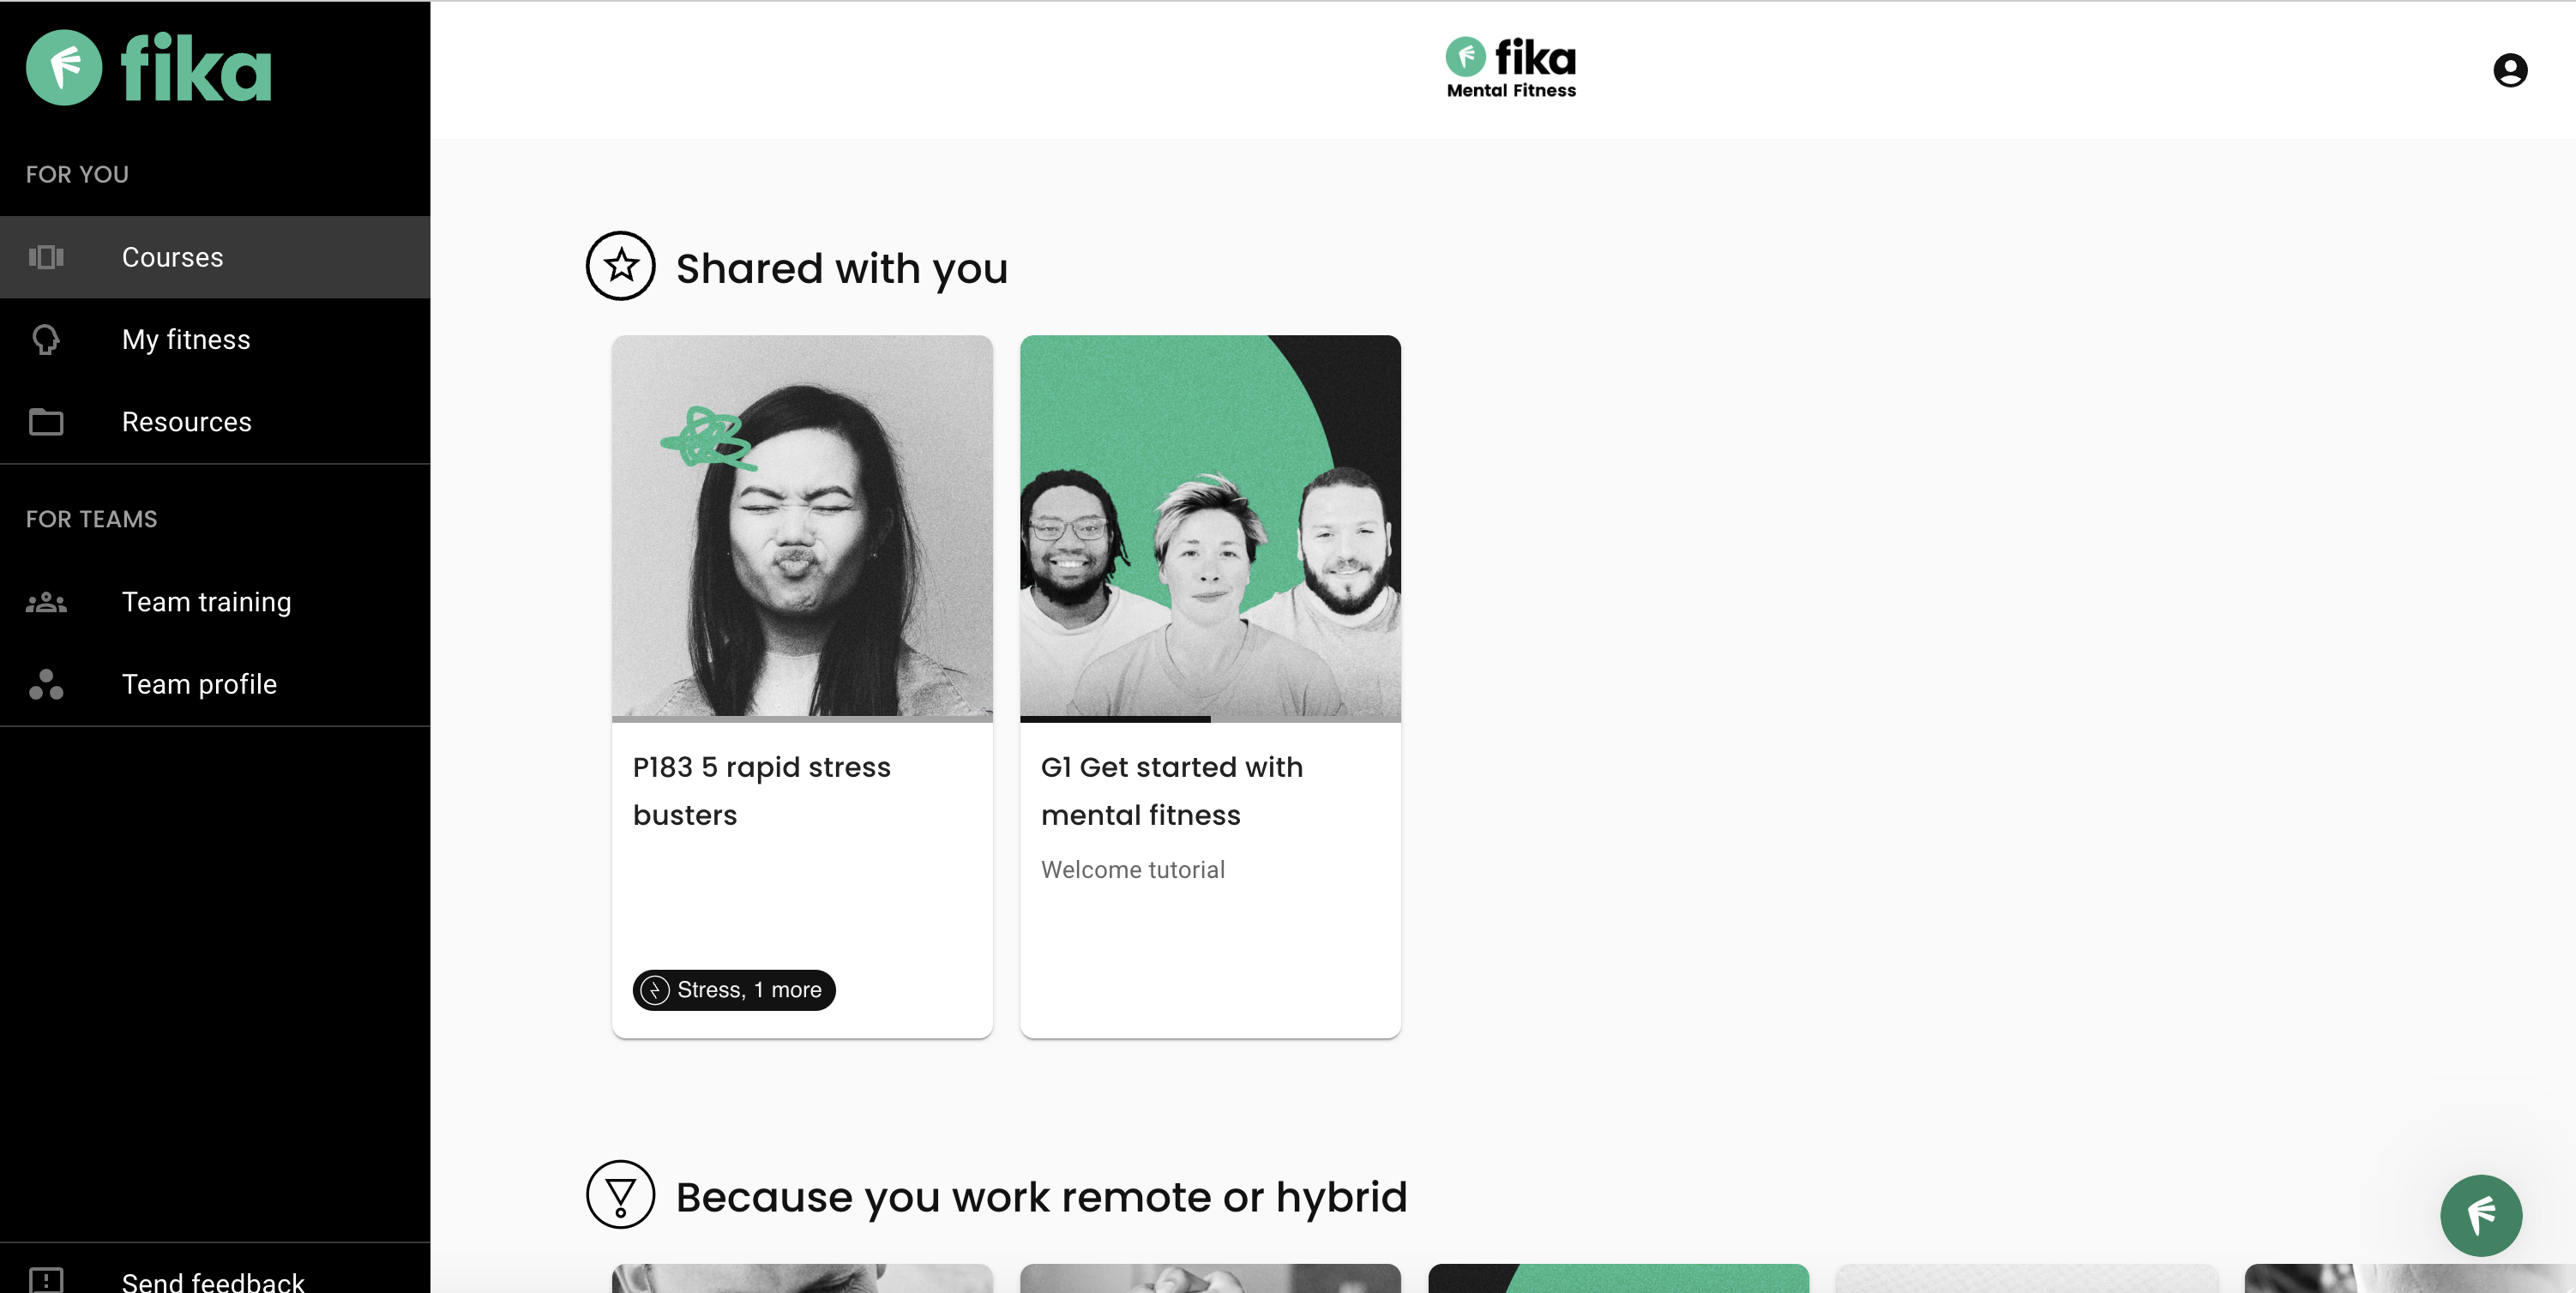 fika
FOR YOU
Courses
My fitness
Resources
FOR TEAMS
Team training
Team profile
Send feedback
fika
Mental Fitness
Shared with you
P183 5 rapid stress
busters
Stress, 1 more
G1 Get started with
mental fitness
Welcome tutorial
Because you work remote or hybrid